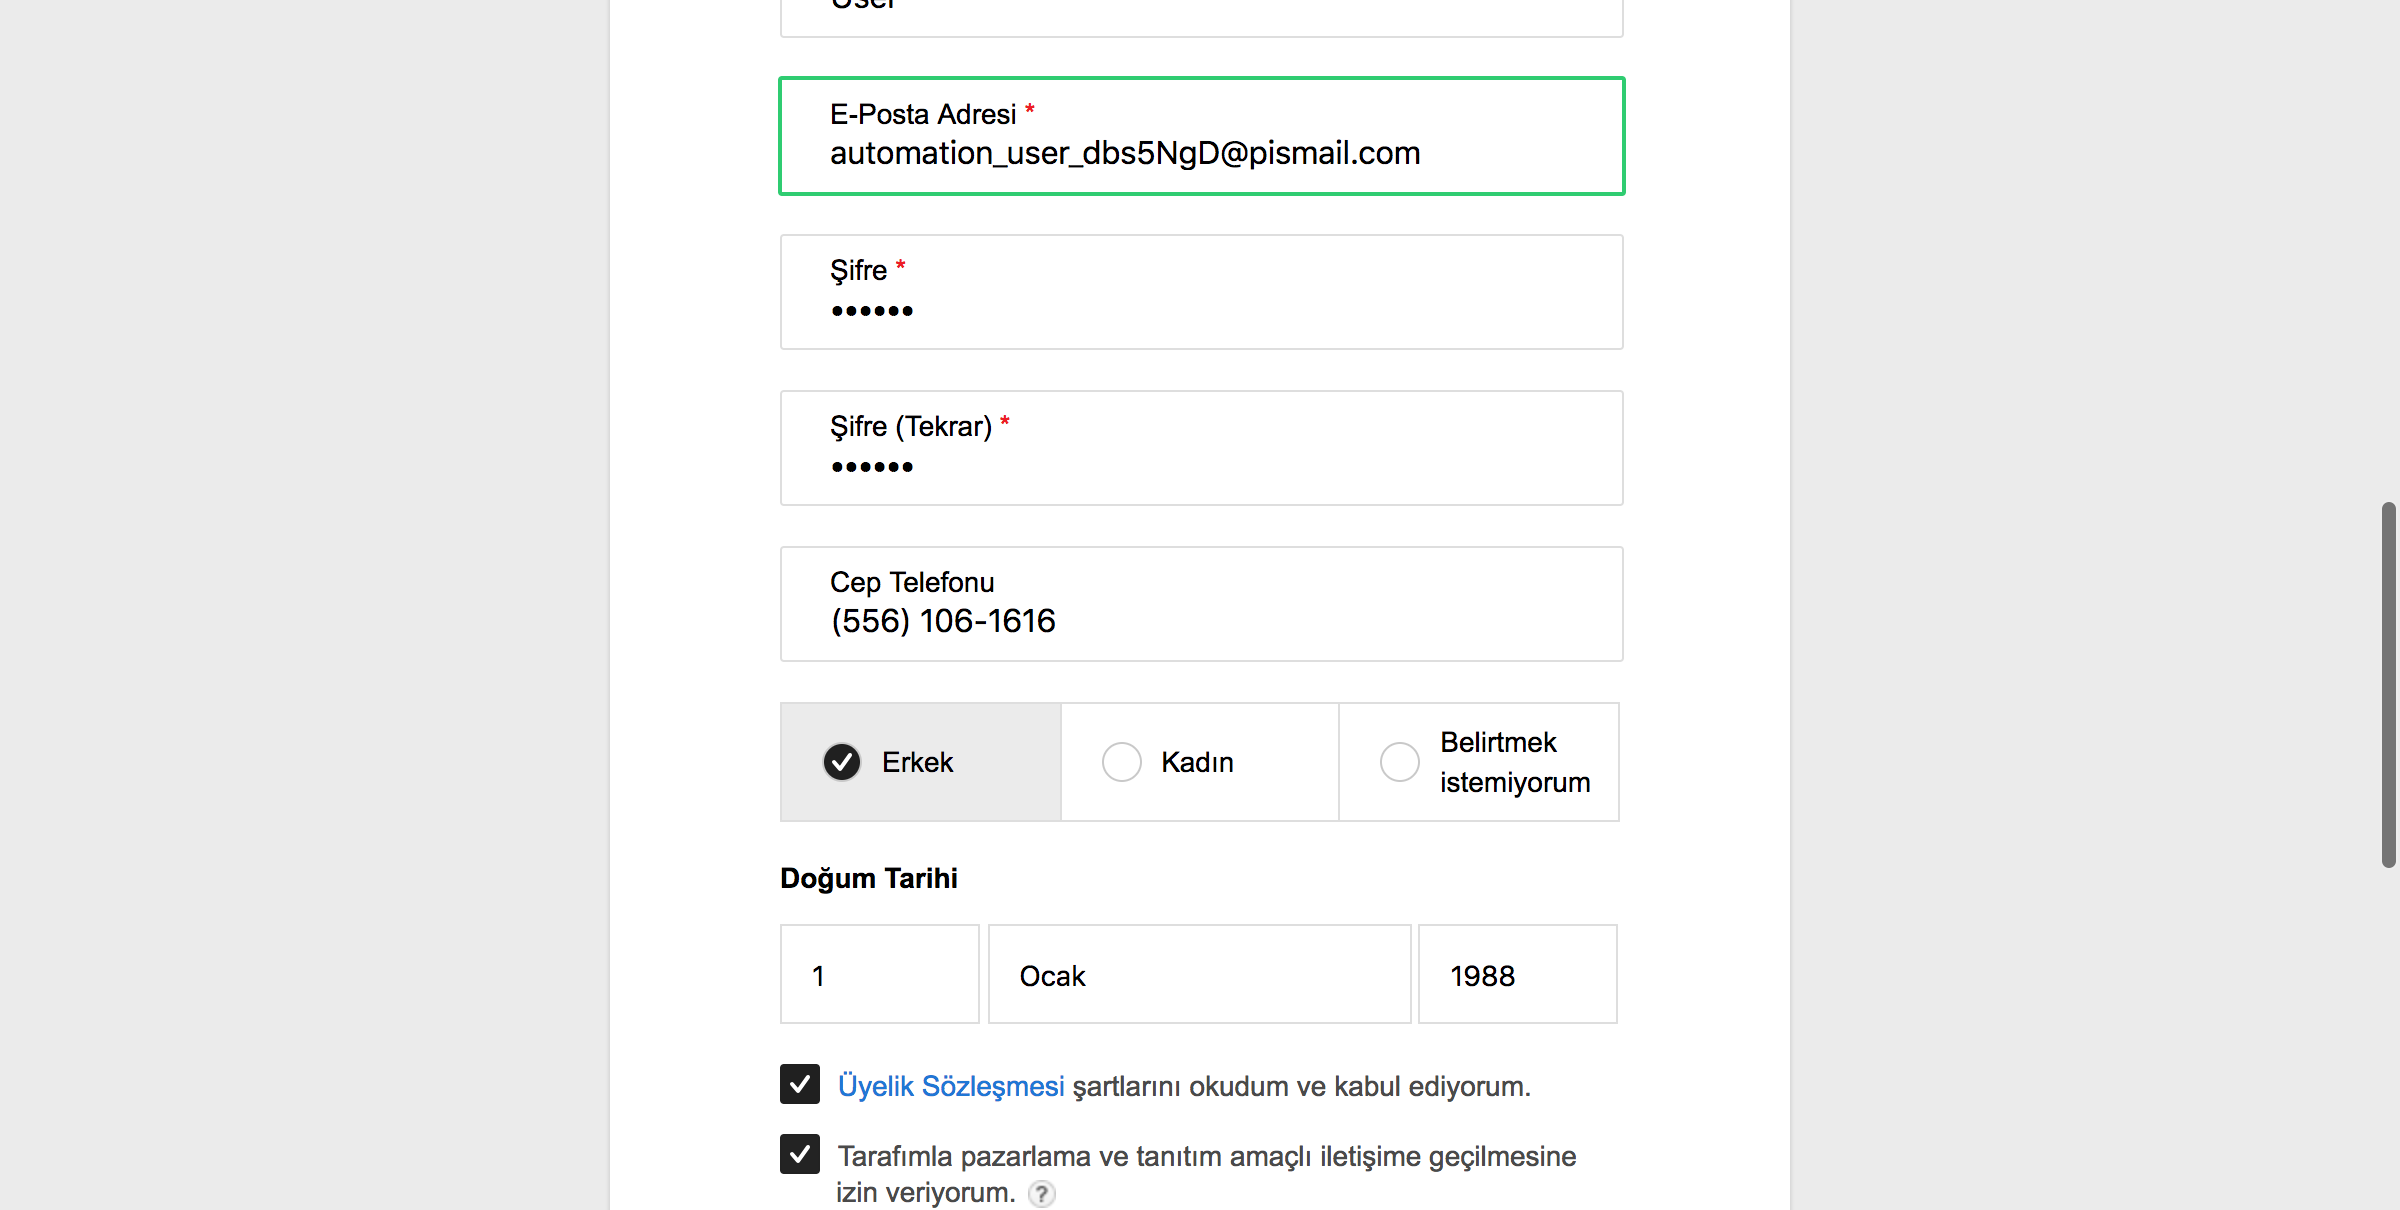 User
E-Posta Adresi *
automation_user_dbs5NgD@pismail.com
Şifre *
••••••
Şifre (Tekrar) *
••••••
Cep Telefonu
(556) 106-1616
Erkek
Kadın
Belirtmek
istemiyorum
Doğum Tarihi
1
Ocak
1988
Üyelik Sözleşmesi şartlarını okudum ve kabul ediyorum.
Tarafımla pazarlama ve tanıtım amaçlı iletişime geçilmesine
izin veriyorum. ?